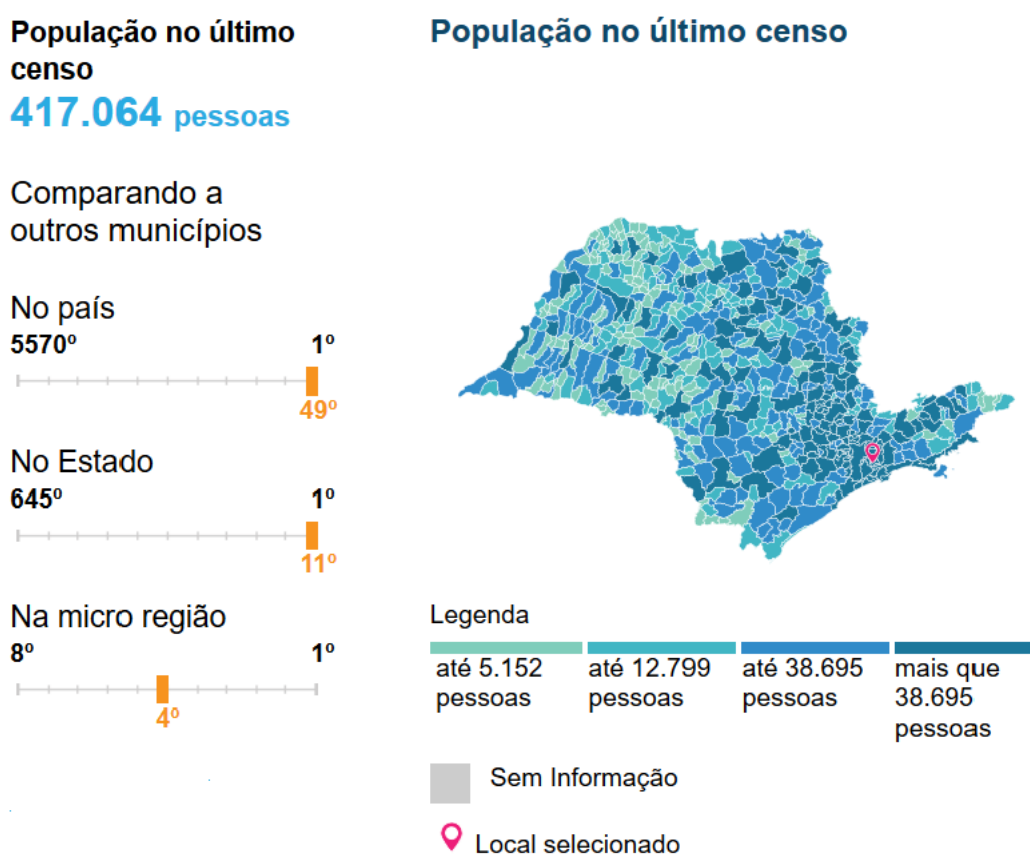 População no último
censo
417.064 pessoas
Comparando a
outros municípios
No país
5570º 1º
49º
No Estado
645º 1º
11º
Na micro região
8º 1º
4º
População no último censo
Legenda
até 5.152
pessoas
até 12.799
pessoas
até 38.695
pessoas
mais que
38.695
pessoas
Sem Informação
Local selecionado